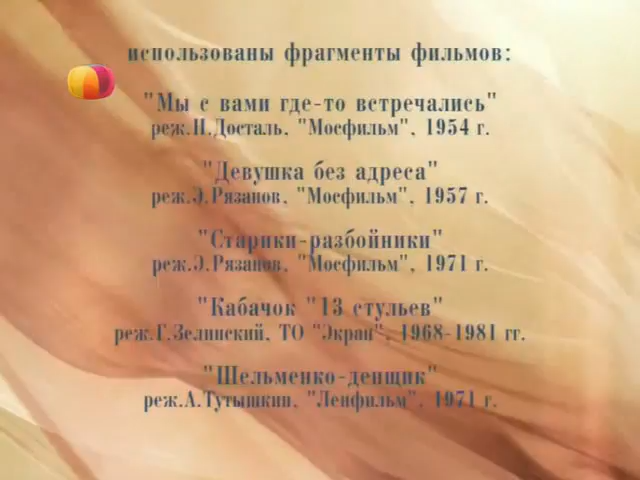 использованы фрагменты фильмов:
"Мы с вами где-то встречались"
реж.Н.Досталь, "Мосфильм", 1954 г.
"Девушка без адреса"
реж.Э.Рязанов, "Мосфильм", 1957 г.
"Старики-разбойники"
реж.Э.Рязанов, "Мосфильм", 1971 г.
"Кабачок "13 стульев"
реж.Г.Зелинский, ТО "Экран", 1968-1981 гг.
"Шельменко-денщик"
реж.А.Тутышкин, "Ленфильм", 1971 г.